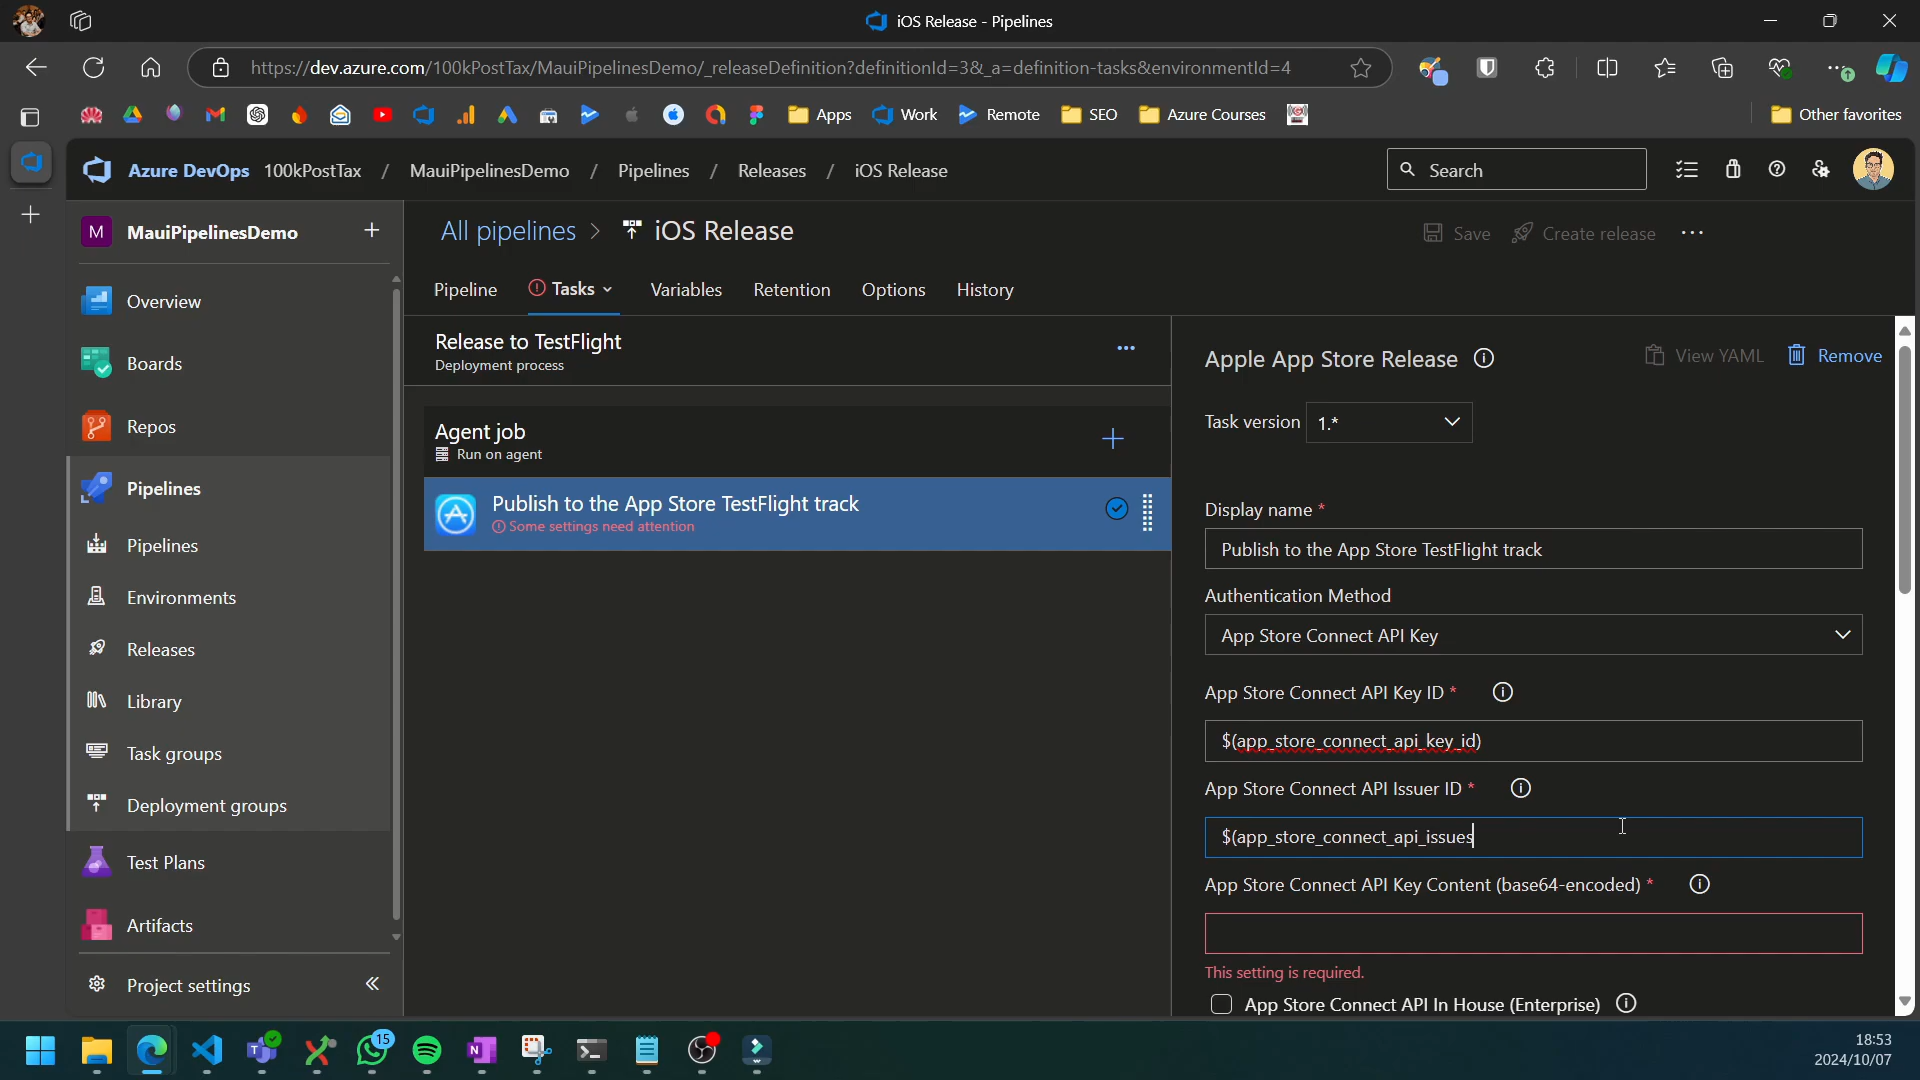 iOS Release - Pipelines
https://dev.azure.com/100kPostTax/MauiPipelinesDemo/_releaseDefinition?definitionId=3&_a=definition-tasks&environmentId=4
Apps
Work
Remote
SEO
Azure Courses
Other favorites
Azure DevOps 100kPostTax / MauiPipelinesDemo / Pipelines / Releases / iOS Release
Search
M MauiPipelinesDemo
Overview
Boards
Repos
Pipelines
Pipelines
Environments
Releases
Library
Task groups
Deployment groups
Test Plans
Artifacts
Project settings
All pipelines > iOS Release
Save
Create release
Pipeline
Tasks
Variables
Retention
Options
History
Release to TestFlight
Deployment process
Agent job
Run on agent
Publish to the App Store TestFlight track
Some settings need attention
Apple App Store Release
View YAML
Remove
Task version 1.*
Display name *
Publish to the App Store TestFlight track
Authentication Method
App Store Connect API Key
App Store Connect API Key ID *
$(app_store_connect_api_key_id)
App Store Connect API Issuer ID *
$(app_store_connect_api_issues
App Store Connect API Key Content (base64-encoded) *
This setting is required.
App Store Connect API In House (Enterprise)
15
18:53
2024/10/07